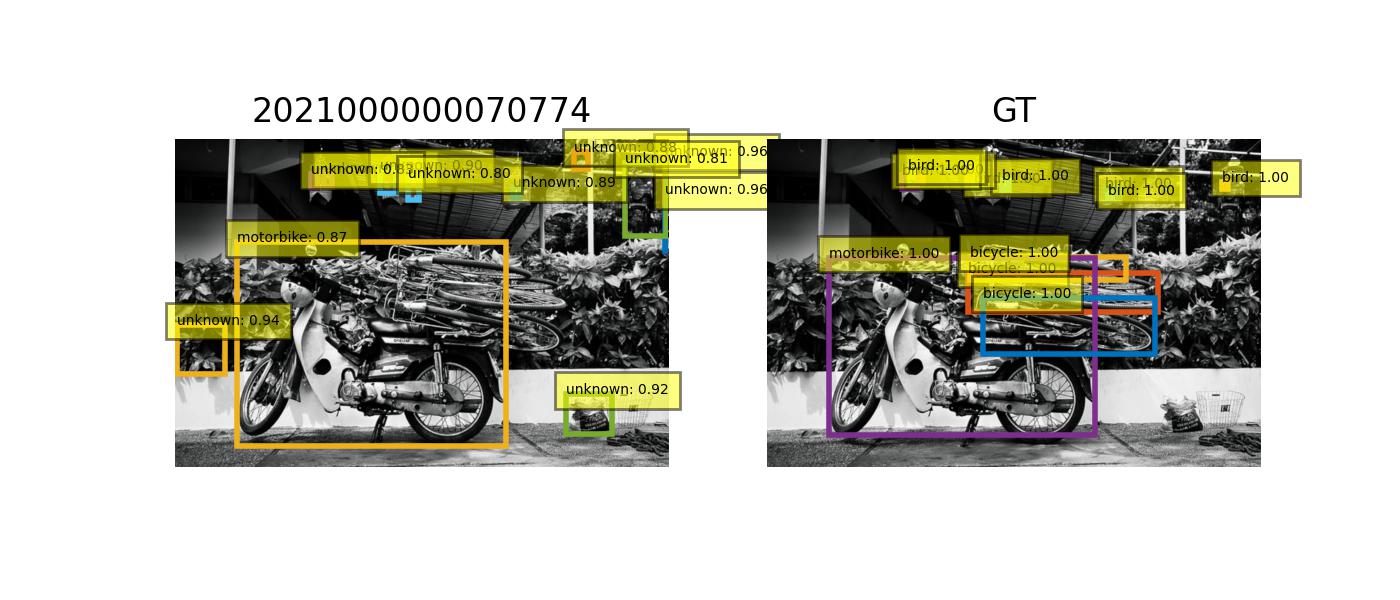 2021000000070774
GT
unknown: 0.88
unknown: 0.96
unknown: 0.81
unknown: 0.90
unknown: 0.80
unknown: 0.89
unknown: 0.96
motorbike: 0.87
unknown: 0.94
unknown: 0.92
bird: 1.00
bird: 1.00
bird: 1.00
bird: 1.00
bird: 1.00
bird: 1.00
motorbike: 1.00
bicycle: 1.00
bicycle: 1.00
bicycle: 1.00